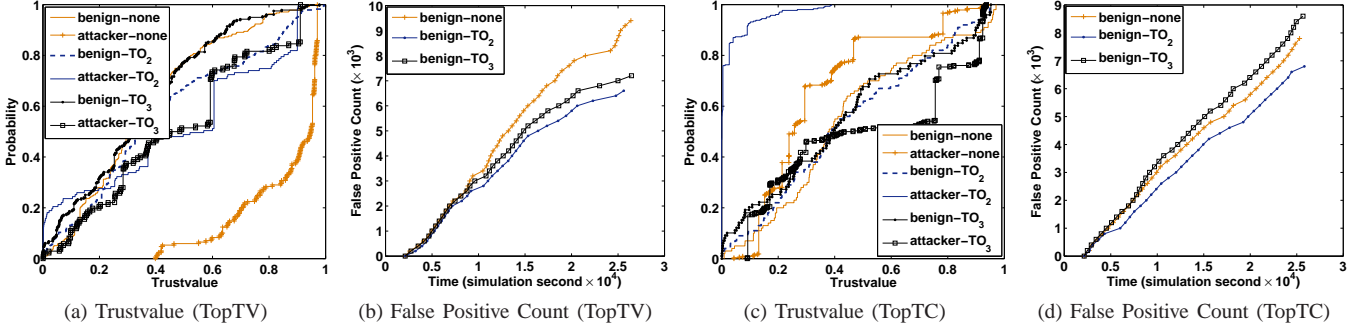 Probability
1
0.8
0.6
0.4
0.2
0
benign−none
attacker−none
benign−TO2
attacker−TO2
benign−TO3
attacker−TO3
0 0.2 0.4 0.6 0.8 1
Trustvalue
(a) Trustvalue (TopTV)
False Positive Count (× 10³)
10
9
8
7
6
5
4
3
2
1
0
benign−none
benign−TO2
benign−TO3
0 0.5 1 1.5 2 2.5 3
Time (simulation second × 10⁴)
(b) False Positive Count (TopTV)
Probability
1
0.8
0.6
0.4
0.2
0
benign−none
attacker−none
benign−TO2
attacker−TO2
benign−TO3
attacker−TO3
0 0.2 0.4 0.6 0.8 1
Trustvalue
(c) Trustvalue (TopTC)
False Positive Count (× 10³)
9
8
7
6
5
4
3
2
1
0
benign−none
benign−TO2
benign−TO3
0 0.5 1 1.5 2 2.5 3
Time (simulation second × 10⁴)
(d) False Positive Count (TopTC)